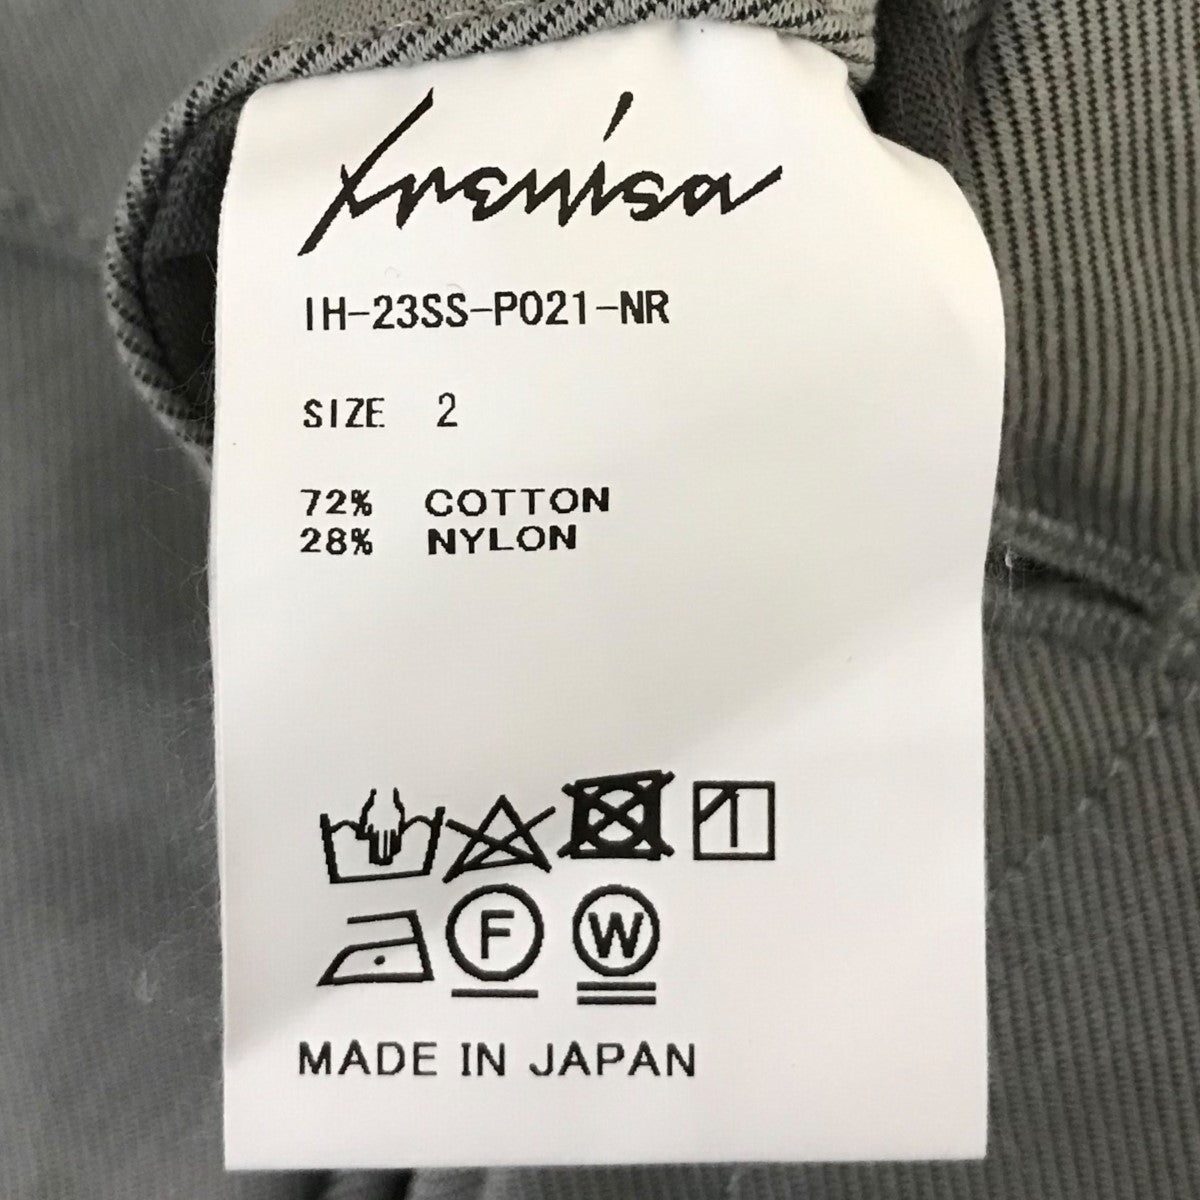 Irenisa
IH-23SS-P021-NR
SIZE 2
72% COTTON
28% NYLON
F W
MADE IN JAPAN